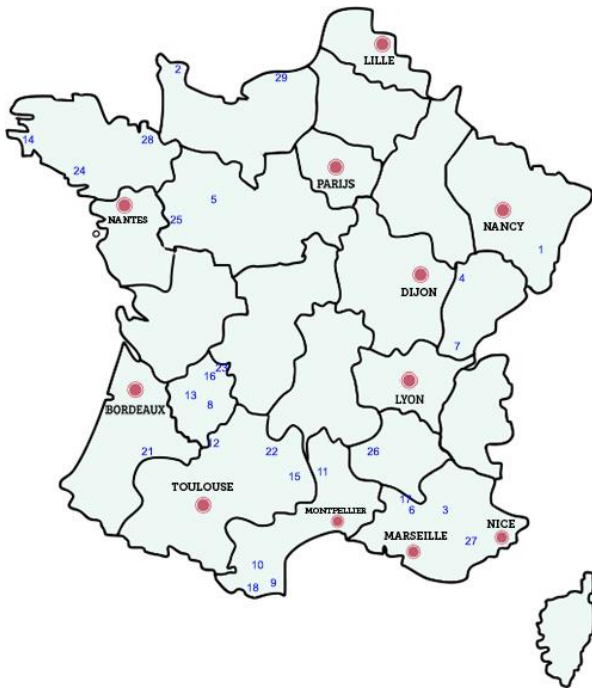 LILLE
2
29
14
28
24
PARIJS
5
NANTES
25
NANCY
1
4
DIJON
7
23
16
13
8
LYON
BORDEAUX
12
21
22
26
15
11
TOULOUSE
17
6
3
MONTPELLIER
NICE
MARSEILLE
27
10
18
9